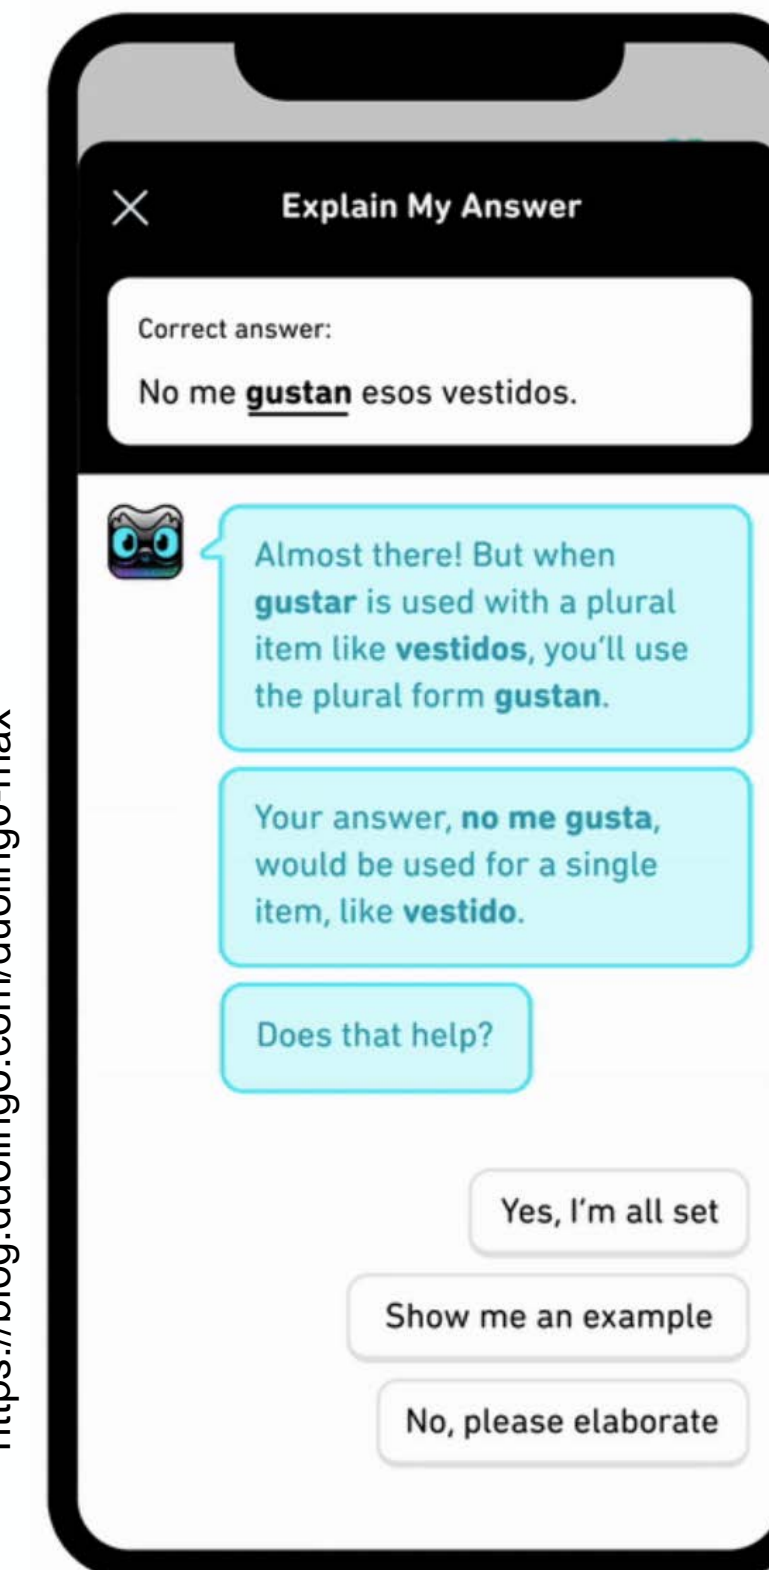 Explain My Answer
Correct answer:
No me gustan esos vestidos.
Almost there! But when
gustar is used with a plural
item like vestidos, you'll use
the plural form gustan.
Your answer, no me gusta,
would be used for a single
item, like vestido.
Does that help?
Yes, I'm all set
Show me an example
No, please elaborate
https://blog.duolingo.com/duolingo-max